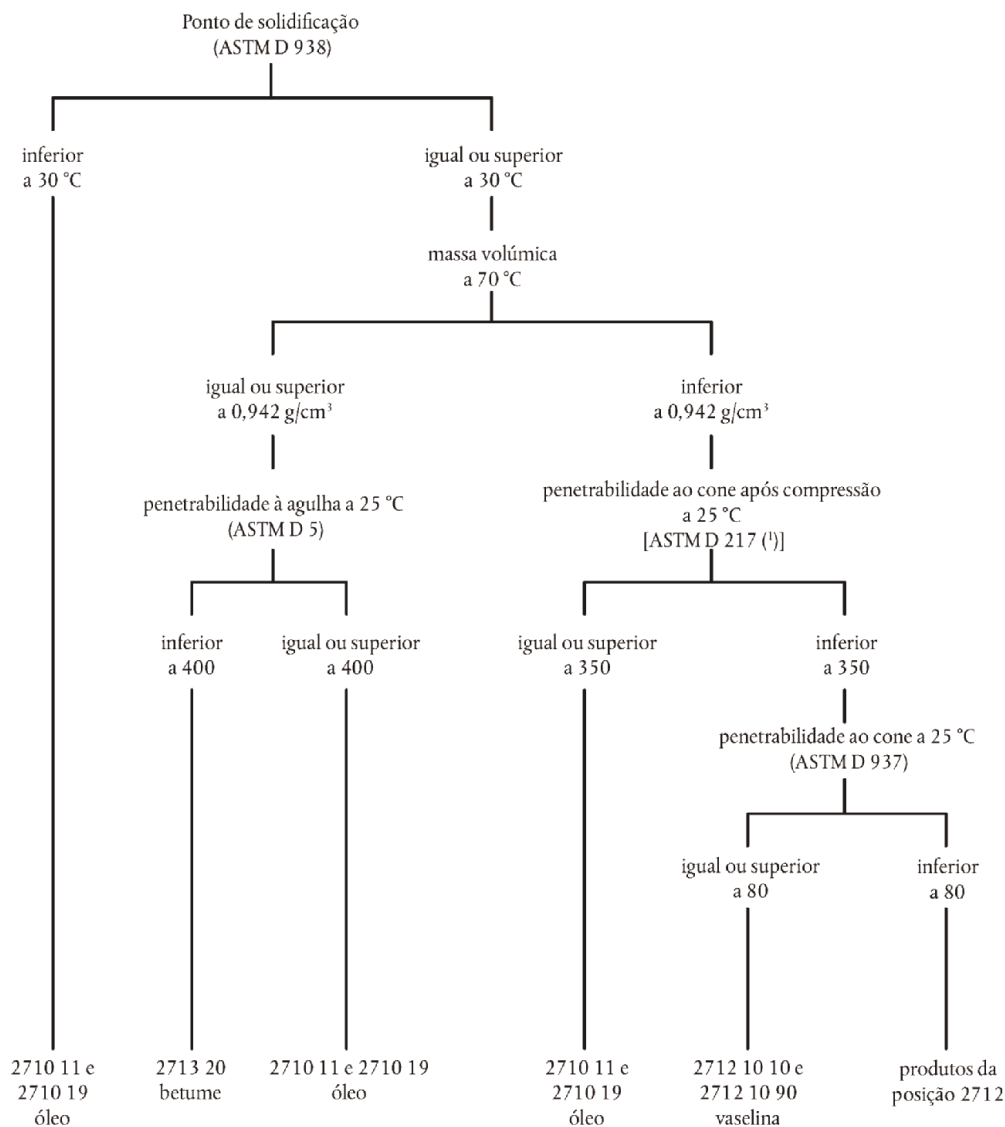 Ponto de solidificação
(ASTM D 938)
inferior
a 30 °C
igual ou superior
a 30 °C
massa volúmica
a 70 °C
igual ou superior
a 0,942 g/cm³
inferior
a 0,942 g/cm³
penetrabilidade à agulha a 25 °C
(ASTM D 5)
penetrabilidade ao cone após compressão
a 25 °C
[ASTM D 217 (¹)]
inferior
a 400
igual ou superior
a 400
igual ou superior
a 350
inferior
a 350
penetrabilidade ao cone a 25 °C
(ASTM D 937)
igual ou superior
a 80
inferior
a 80
2710 11 e
2710 19
óleo
2713 20
betume
2710 11 e 2710 19
óleo
2710 11 e
2710 19
óleo
2712 10 10 e
2712 10 90
vaselina
produtos da
posição 2712